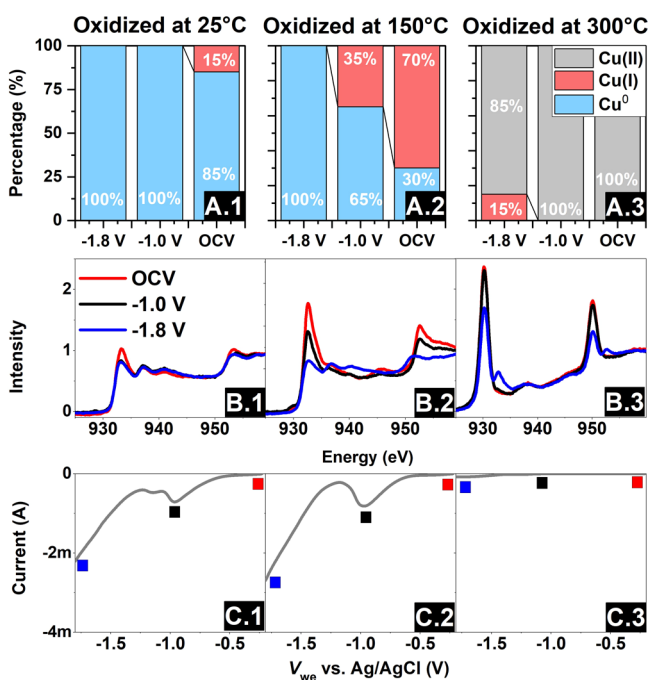 Oxidized at 25°C Oxidized at 150°C Oxidized at 300°C
Percentage (%)
100
75
50
25
0
15%
85%
100%
100%
A.1
-1.8 V -1.0 V OCV
35%
70%
100%
65%
30%
A.2
-1.8 V -1.0 V OCV
Cu(II)
Cu(I)
Cu⁰
85%
15%
100%
100%
A.3
-1.8 V -1.0 V OCV
Intensity
2
1
0
OCV
-1.0 V
-1.8 V
B.1
B.2
B.3
930 940 950
930 940 950
930 940 950
Energy (eV)
Current (A)
0
-2m
-4m
C.1
C.2
C.3
-1.5 -1.0 -0.5
-1.5 -1.0 -0.5
-1.5 -1.0 -0.5
Vwe vs. Ag/AgCl (V)